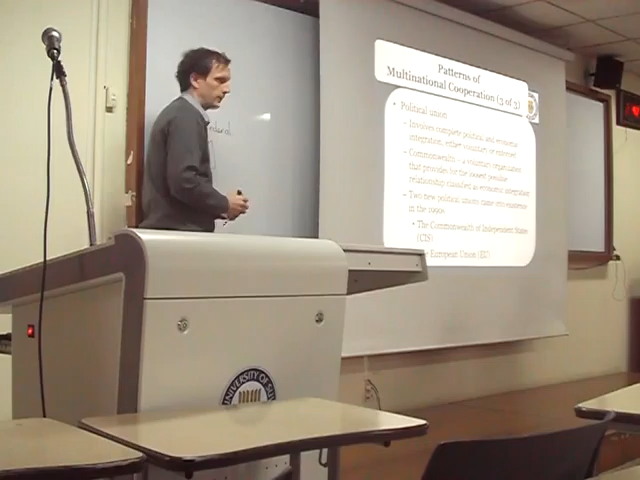 Patterns of
Multinational Cooperation (3 of 3)
• Political union
– Involves complete political and economic
integration, either voluntary or enforced
– Commonwealth – a voluntary organization
that provides for the loosest possible
relationship classified as economic integration
– Two new political unions came into existence
in the 1990s
• The Commonwealth of Independent States
(CIS)
European Union (EU)
UNIVERSITY OF